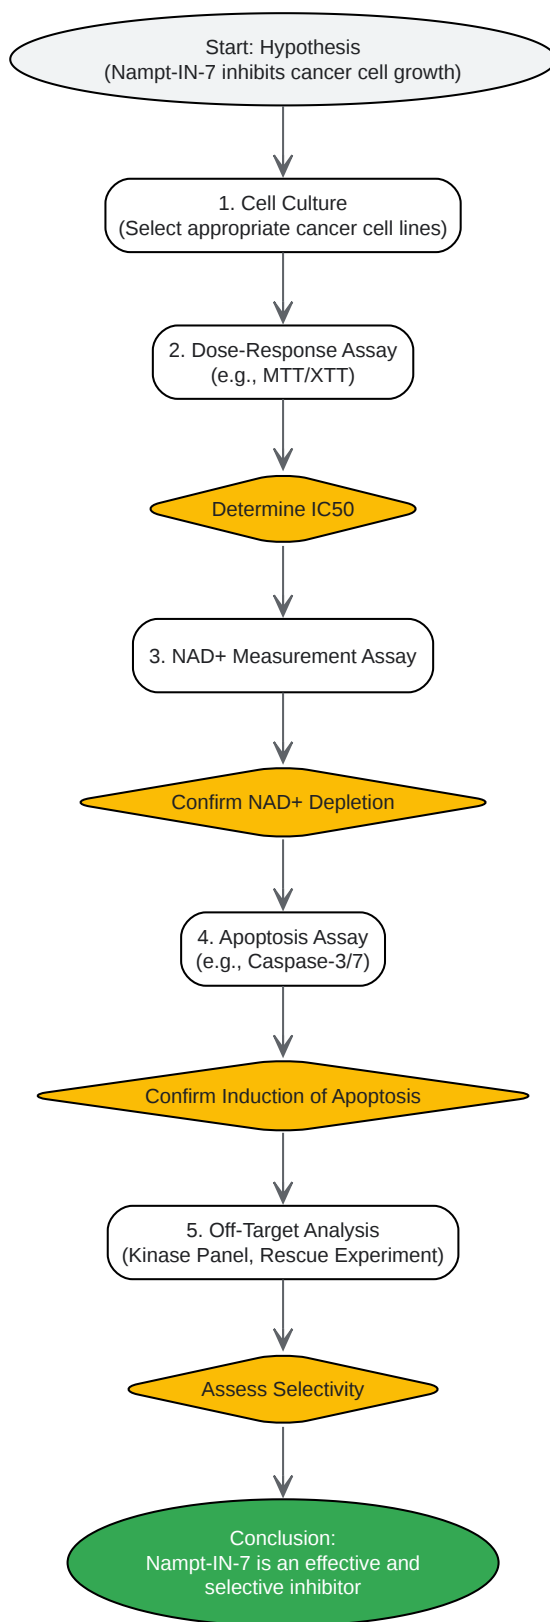 Start: Hypothesis
(Nampt-IN-7 inhibits cancer cell growth)
1. Cell Culture
(Select appropriate cancer cell lines)
2. Dose-Response Assay
(e.g., MTT/XTT)
Determine IC50
3. NAD+ Measurement Assay
Confirm NAD+ Depletion
4. Apoptosis Assay
(e.g., Caspase-3/7)
Confirm Induction of Apoptosis
5. Off-Target Analysis
(Kinase Panel, Rescue Experiment)
Assess Selectivity
Conclusion:
Nampt-IN-7 is an effective and
selective inhibitor